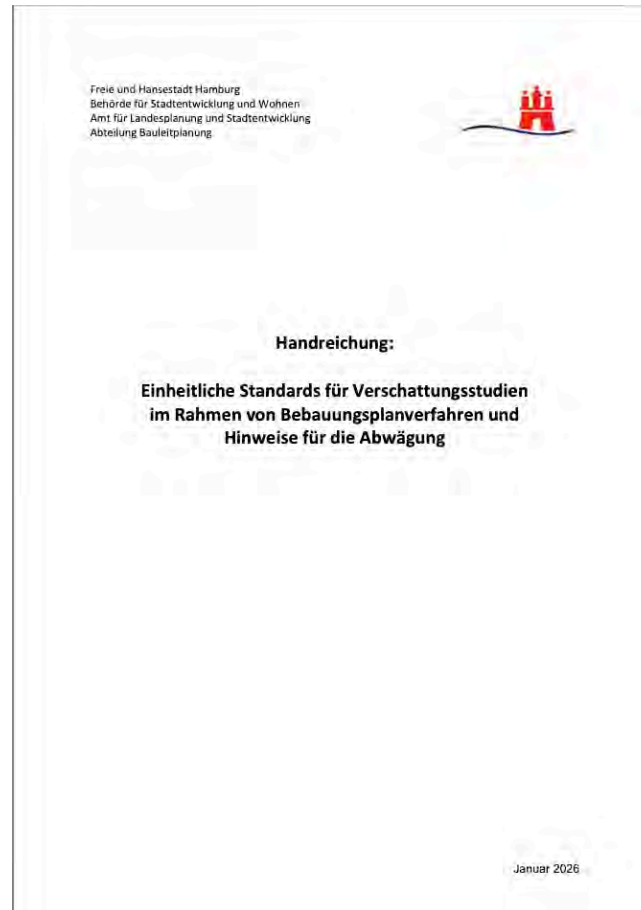 Freie und Hansestadt Hamburg
Behörde für Stadtentwicklung und Wohnen
Amt für Landesplanung und Stadtentwicklung
Abteilung Bauleitplanung
Handreichung:
Einheitliche Standards für Verschattungsstudien
im Rahmen von Bebauungsplanverfahren und
Hinweise für die Abwägung
Januar 2026